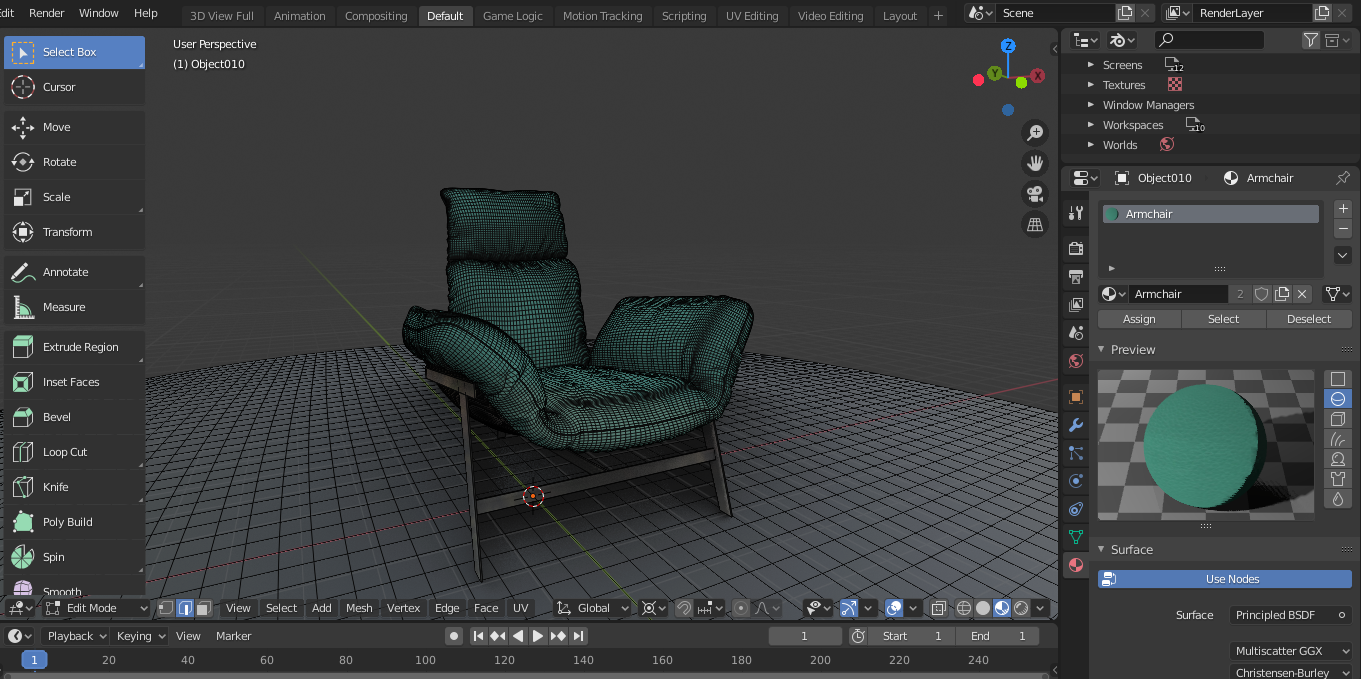 dit Render Window Help 3D View Full Animation Compositing Default Game Logic Motion Tracking Scripting UV Editing Video Editing Layout + Scene RenderLayer
Select Box
Cursor
Move
Rotate
Scale
Transform
Annotate
Measure
Extrude Region
Inset Faces
Bevel
Loop Cut
Knife
Poly Build
Spin
Smooth
User Perspective
(1) Object010
Z
Y
X
Edit Mode View Select Add Mesh Vertex Edge Face UV Global
Playback Keying View Marker 1 Start 1 End 1
1 20 40 60 80 100 120 140 160 180 200 220 240
Screens 12
Textures
Window Managers
Workspaces 10
Worlds
Object010 Armchair
Armchair
Armchair 2
Assign Select Deselect
Preview
Surface
Use Nodes
Surface Principled BSDF
Multiscatter GGX
Christensen-Burley